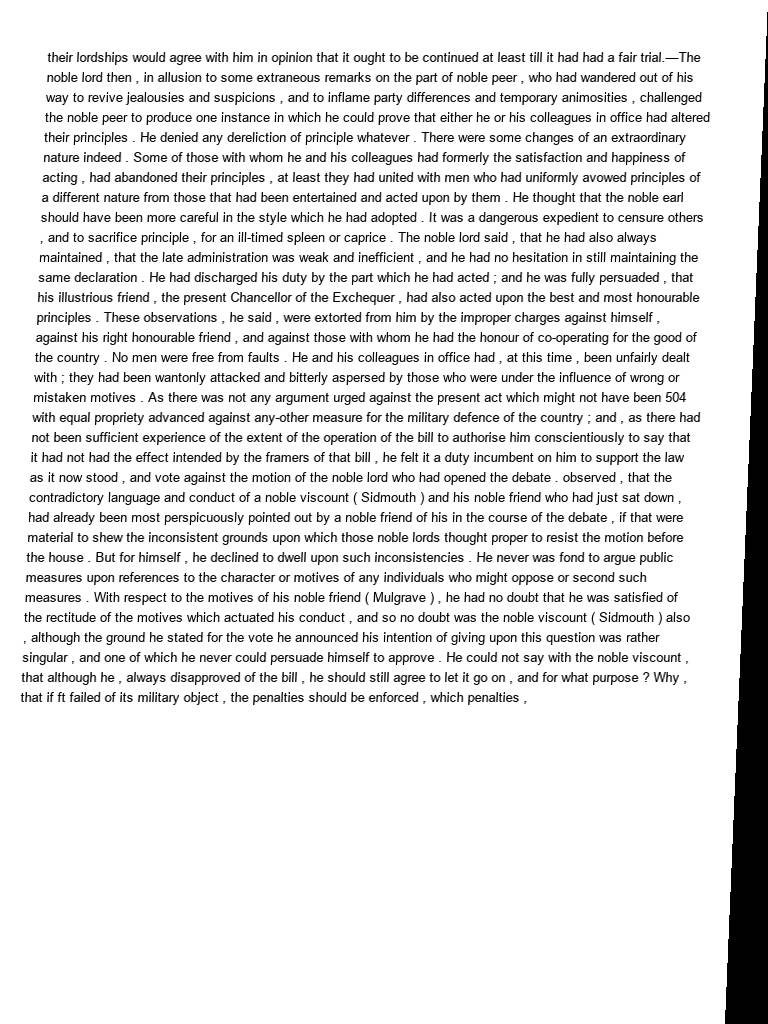 their lordships would agree with him in opinion that it ought to be continued at least till it had had a fair trial.—The
noble lord then , in allusion to some extraneous remarks on the part of noble peer , who had wandered out of his
way to revive jealousies and suspicions , and to inflame party differences and temporary animosities , challenged
the noble peer to produce one instance in which he could prove that either he or his colleagues in office had altered
their principles . He denied any dereliction of principle whatever . There were some changes of an extraordinary
nature indeed . Some of those with whom he and his colleagues had formerly the satisfaction and happiness of
acting , had abandoned their principles , at least they had united with men who had uniformly avowed principles of
a different nature from those that had been entertained and acted upon by them . He thought that the noble earl
should have been more careful in the style which he had adopted . It was a dangerous expedient to censure others
, and to sacrifice principle , for an ill-timed spleen or caprice . The noble lord said , that he had also always
maintained , that the late administration was weak and inefficient , and he had no hesitation in still maintaining the
same declaration . He had discharged his duty by the part which he had acted ; and he was fully persuaded , that
his illustrious friend , the present Chancellor of the Exchequer , had also acted upon the best and most honourable
principles . These observations , he said , were extorted from him by the improper charges against himself ,
against his right honourable friend , and against those with whom he had the honour of co-operating for the good of
the country . No men were free from faults . He and his colleagues in office had , at this time , been unfairly dealt
with ; they had been wantonly attacked and bitterly aspersed by those who were under the influence of wrong or
mistaken motives . As there was not any argument urged against the present act which might not have been 504
with equal propriety advanced against any-other measure for the military defence of the country ; and , as there had
not been sufficient experience of the extent of the operation of the bill to authorise him conscientiously to say that
it had not had the effect intended by the framers of that bill , he felt it a duty incumbent on him to support the law
as it now stood , and vote against the motion of the noble lord who had opened the debate . observed , that the
contradictory language and conduct of a noble viscount ( Sidmouth ) and his noble friend who had just sat down ,
had already been most perspicuously pointed out by a noble friend of his in the course of the debate , if that were
material to shew the inconsistent grounds upon which those noble lords thought proper to resist the motion before
the house . But for himself , he declined to dwell upon such inconsistencies . He never was fond to argue public
measures upon references to the character or motives of any individuals who might oppose or second such
measures . With respect to the motives of his noble friend ( Mulgrave ) , he had no doubt that he was satisfied of
the rectitude of the motives which actuated his conduct , and so no doubt was the noble viscount ( Sidmouth ) also
, although the ground he stated for the vote he announced his intention of giving upon this question was rather
singular , and one of which he never could persuade himself to approve . He could not say with the noble viscount ,
that although he , always disapproved of the bill , he should still agree to let it go on , and for what purpose ? Why ,
that if ft failed of its military object , the penalties should be enforced , which penalties ,